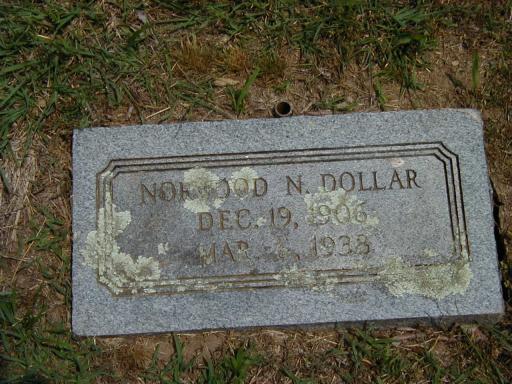 NORWOOD N. DOLLAR
DEC. 19, 1906
MAR. 1938